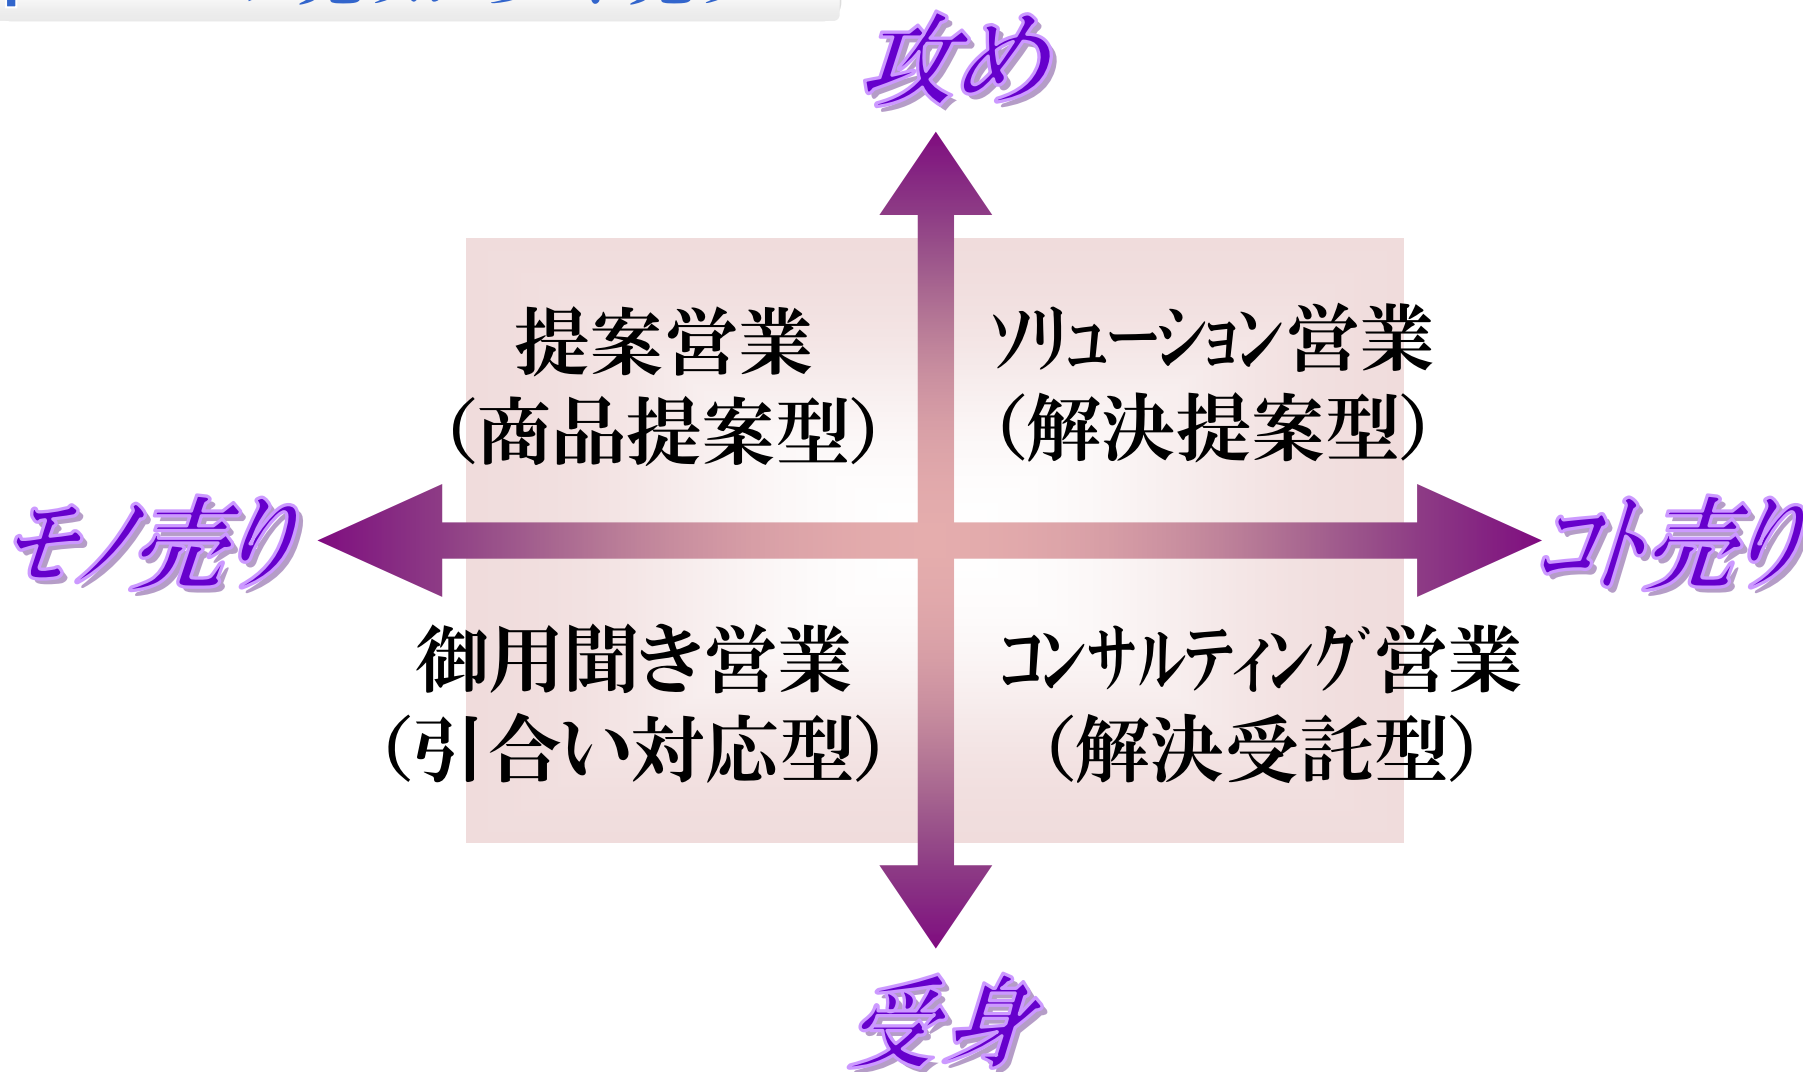 攻め
提案営業
（商品提案型）
ｿﾘｭｰｼｮﾝ営業
（解決提案型）
モノ売り
コト売り
御用聞き営業
（引合い対応型）
ｺﾝｻﾙﾃｨﾝｸﾞ営業
（解決受託型）
受身